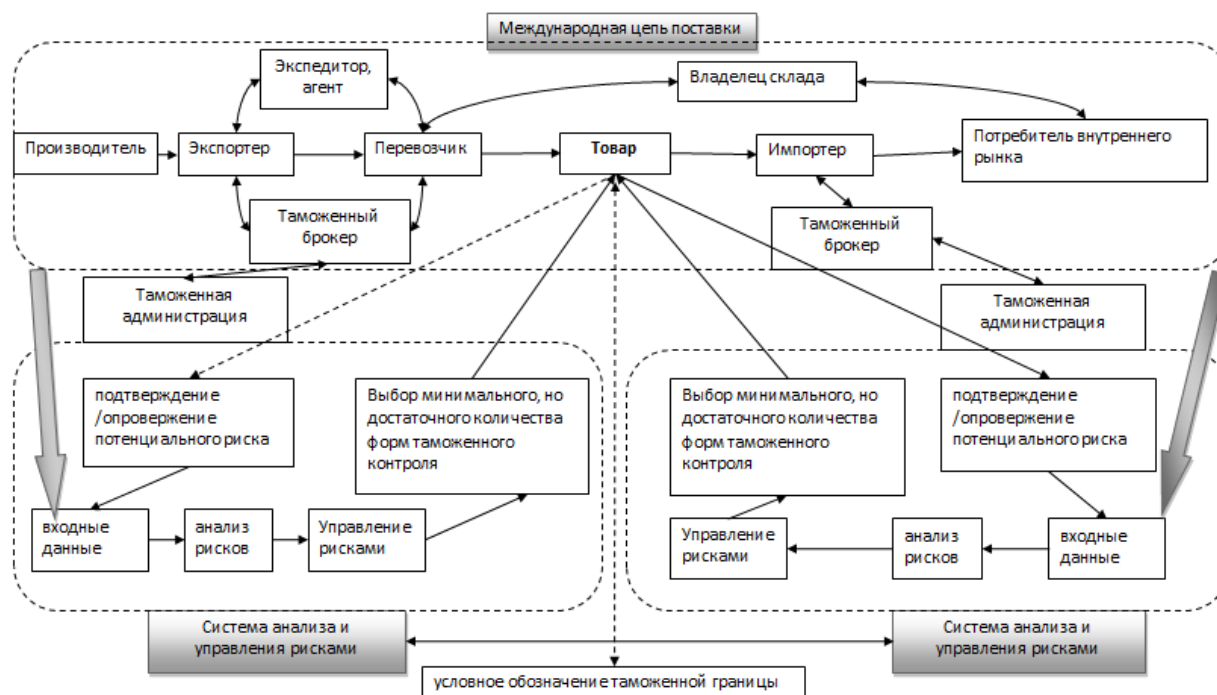 Международная цепь поставки
Экспедитор,
агент
Владелец склада
Производитель
Экспортер
Перевозчик
Товар
Импортер
Потребитель внутреннего
рынка
Таможенный
брокер
Таможенный
брокер
Таможенная
администрация
Таможенная
администрация
подтверждение
/опровержение
потенциального риска
Выбор минимального, но
достаточного количества
форм таможенного
контроля
Выбор минимального, но
достаточного количества
форм таможенного
контроля
подтверждение
/опровержение
потенциального риска
входные
данные
анализ
рисков
Управление
рисками
Управление
рисками
анализ
рисков
входные
данные
Система анализа и
управления рисками
Система анализа и
управления рисками
условное обозначение таможенной границы